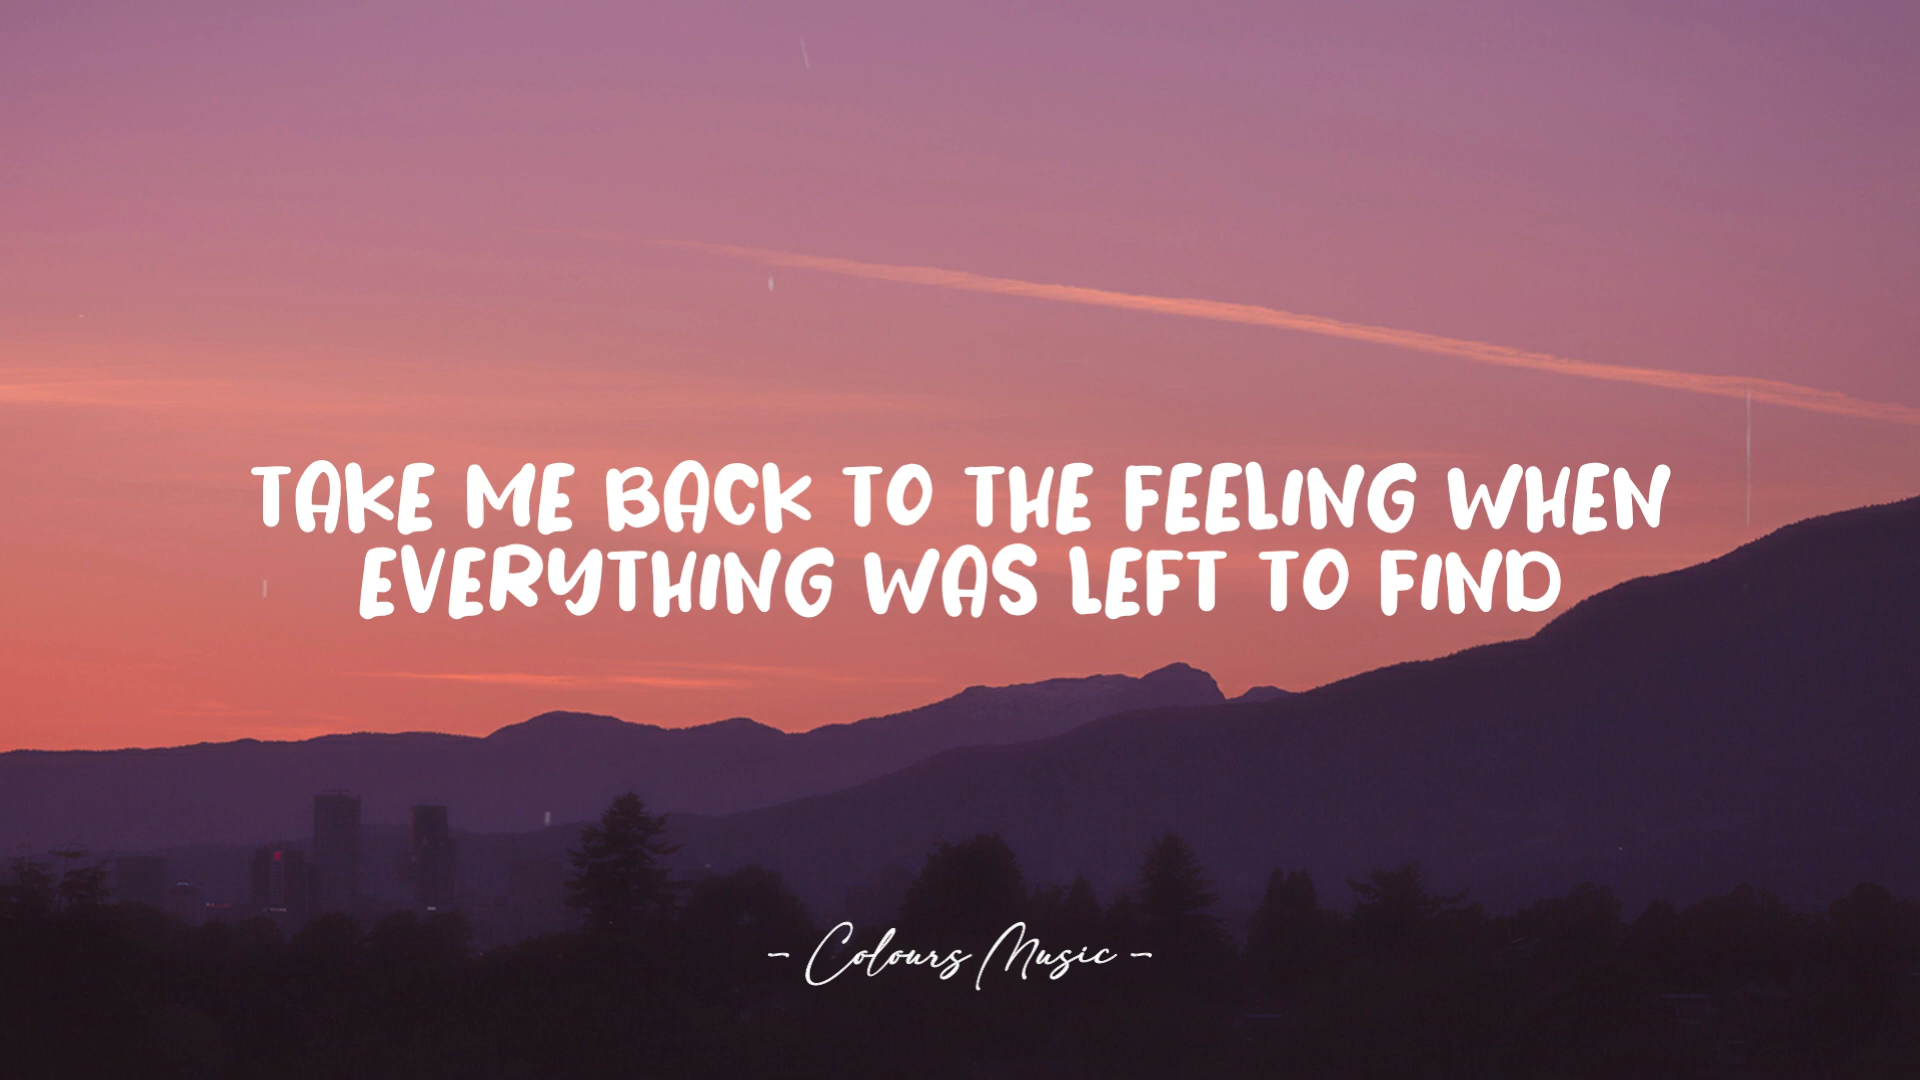 TAKE ME BACK TO THE FEELING WHEN
EVERYTHING WAS LEFT TO FIND
- Colours Music -